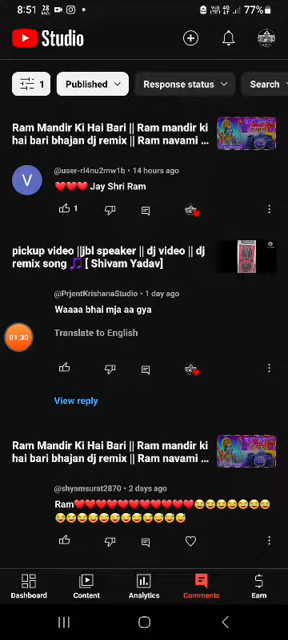 8:51
77%
Studio
1
Published
Response status
Search
Ram Mandir Ki Hai Bari || Ram mandir ki
hai bari bhajan dj remix || Ram navami ...
V
@user-rl4nu2mw1b • 14 hours ago
❤❤❤ Jay Shri Ram
1
pickup video ||jbl speaker || dj video || dj
remix song 🎵 [ Shivam Yadav]
@PrjentKrishanaStudio • 1 day ago
Waaaa bhai mja aa gya
01:30
Translate to English
View reply
Ram Mandir Ki Hai Bari || Ram mandir ki
hai bari bhajan dj remix || Ram navami ...
@shyamsurat2870 • 2 days ago
Ram❤❤❤❤❤❤❤❤❤❤❤❤😂😂😂😂😂😂
😂😂😂😂😂😂😂😂😂😂😂😂
Dashboard
Content
Analytics
Comments
Earn